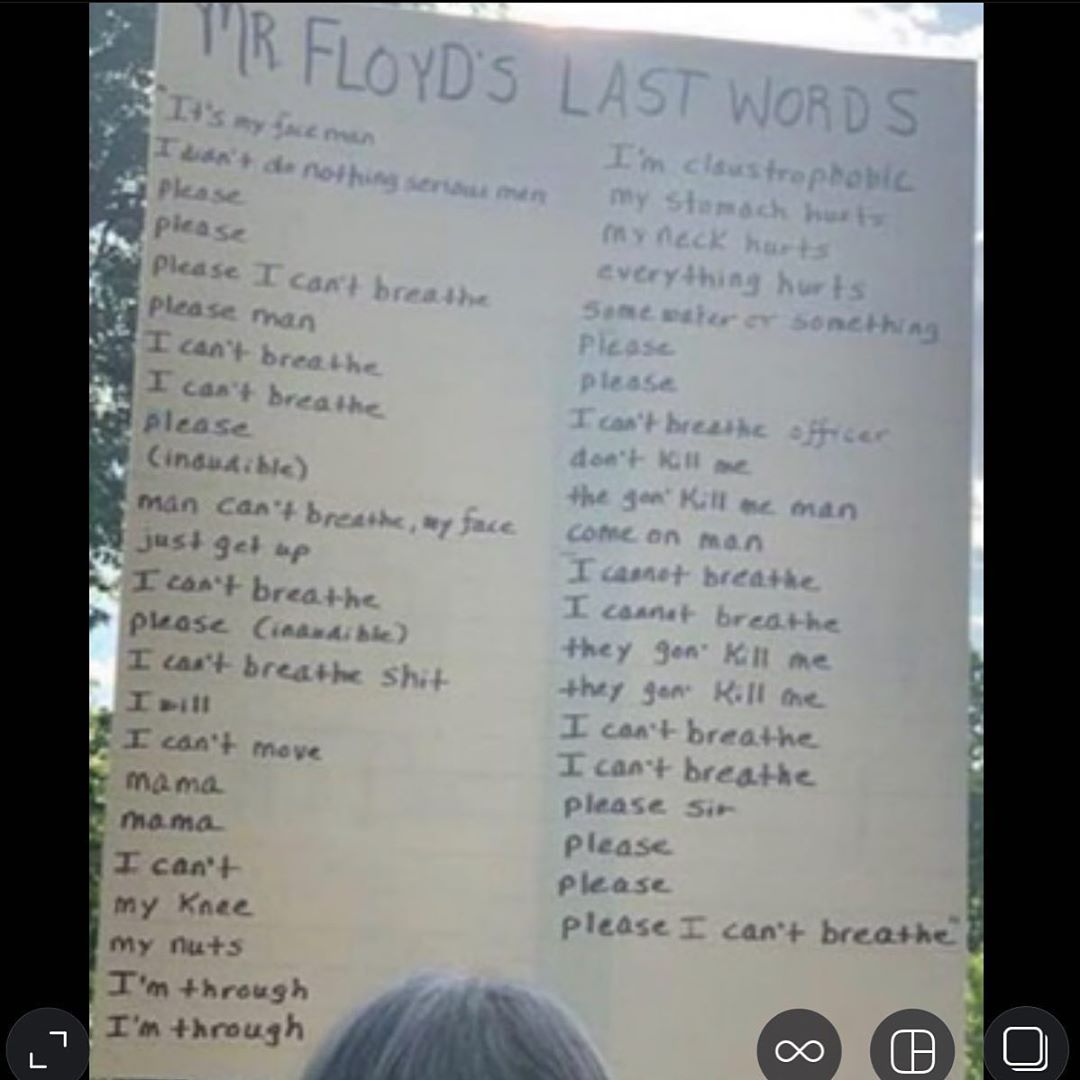 MR FLOYD'S LAST WORDS
"It's my face man
I didn't do nothing serious man
please
please
please I can't breathe
please man
I can't breathe
I can't breathe
please
(inaudible)
man can't breathe, my face
just get up
I can't breathe
please (inaudible)
I can't breathe shit
I will
I can't move
mama
mama
I can't
my Knee
my nuts
I'm through
I'm through
I'm claustrophobic
my stomach hurts
my neck hurts
everything hurts
some water or something
Please
please
I can't breathe officer
don't Kill me
the gon' Kill me man
come on man
I cannot breathe
I cannot breathe
they gon' Kill me
they gon' Kill me
I can't breathe
I can't breathe
please sir
please
please
please I can't breathe"